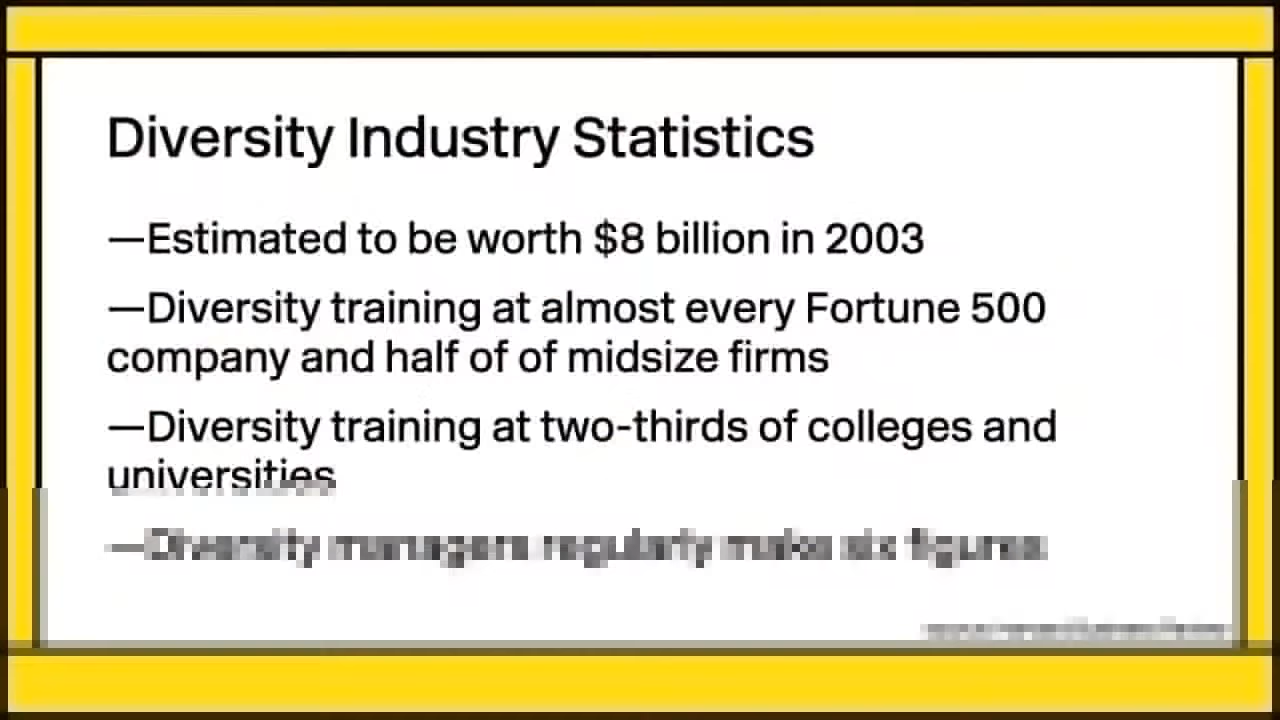 Diversity Industry Statistics
—Estimated to be worth $8 billion in 2003
—Diversity training at almost every Fortune 500
company and half of of midsize firms
—Diversity training at two-thirds of colleges and
universities
—Diversity managers regularly make six figures